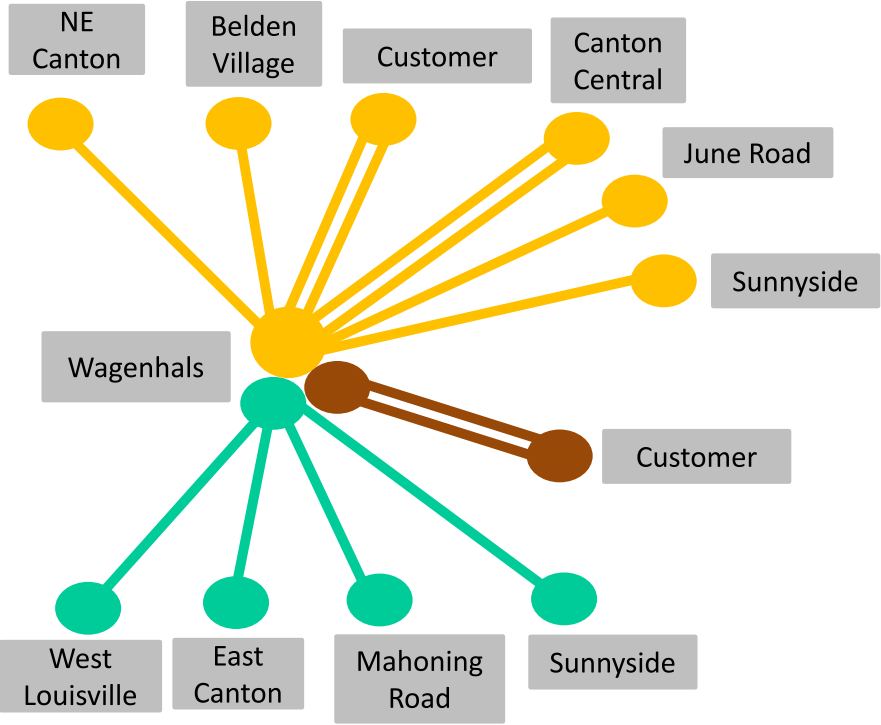 NE
Canton
Belden
Village
Customer
Canton
Central
June Road
Sunnyside
Wagenhals
Customer
West
Louisville
East
Canton
Mahoning
Road
Sunnyside